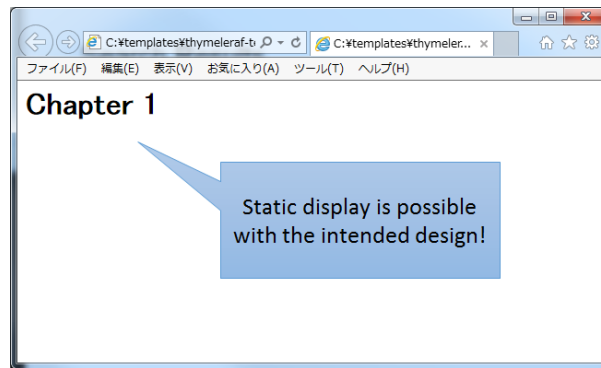 C:¥templates¥thymeleraf-t
C:¥templates¥thymeler...
ファイル(F) 編集(E) 表示(V) お気に入り(A) ツール(T) ヘルプ(H)
Chapter 1
Static display is possible
with the intended design!